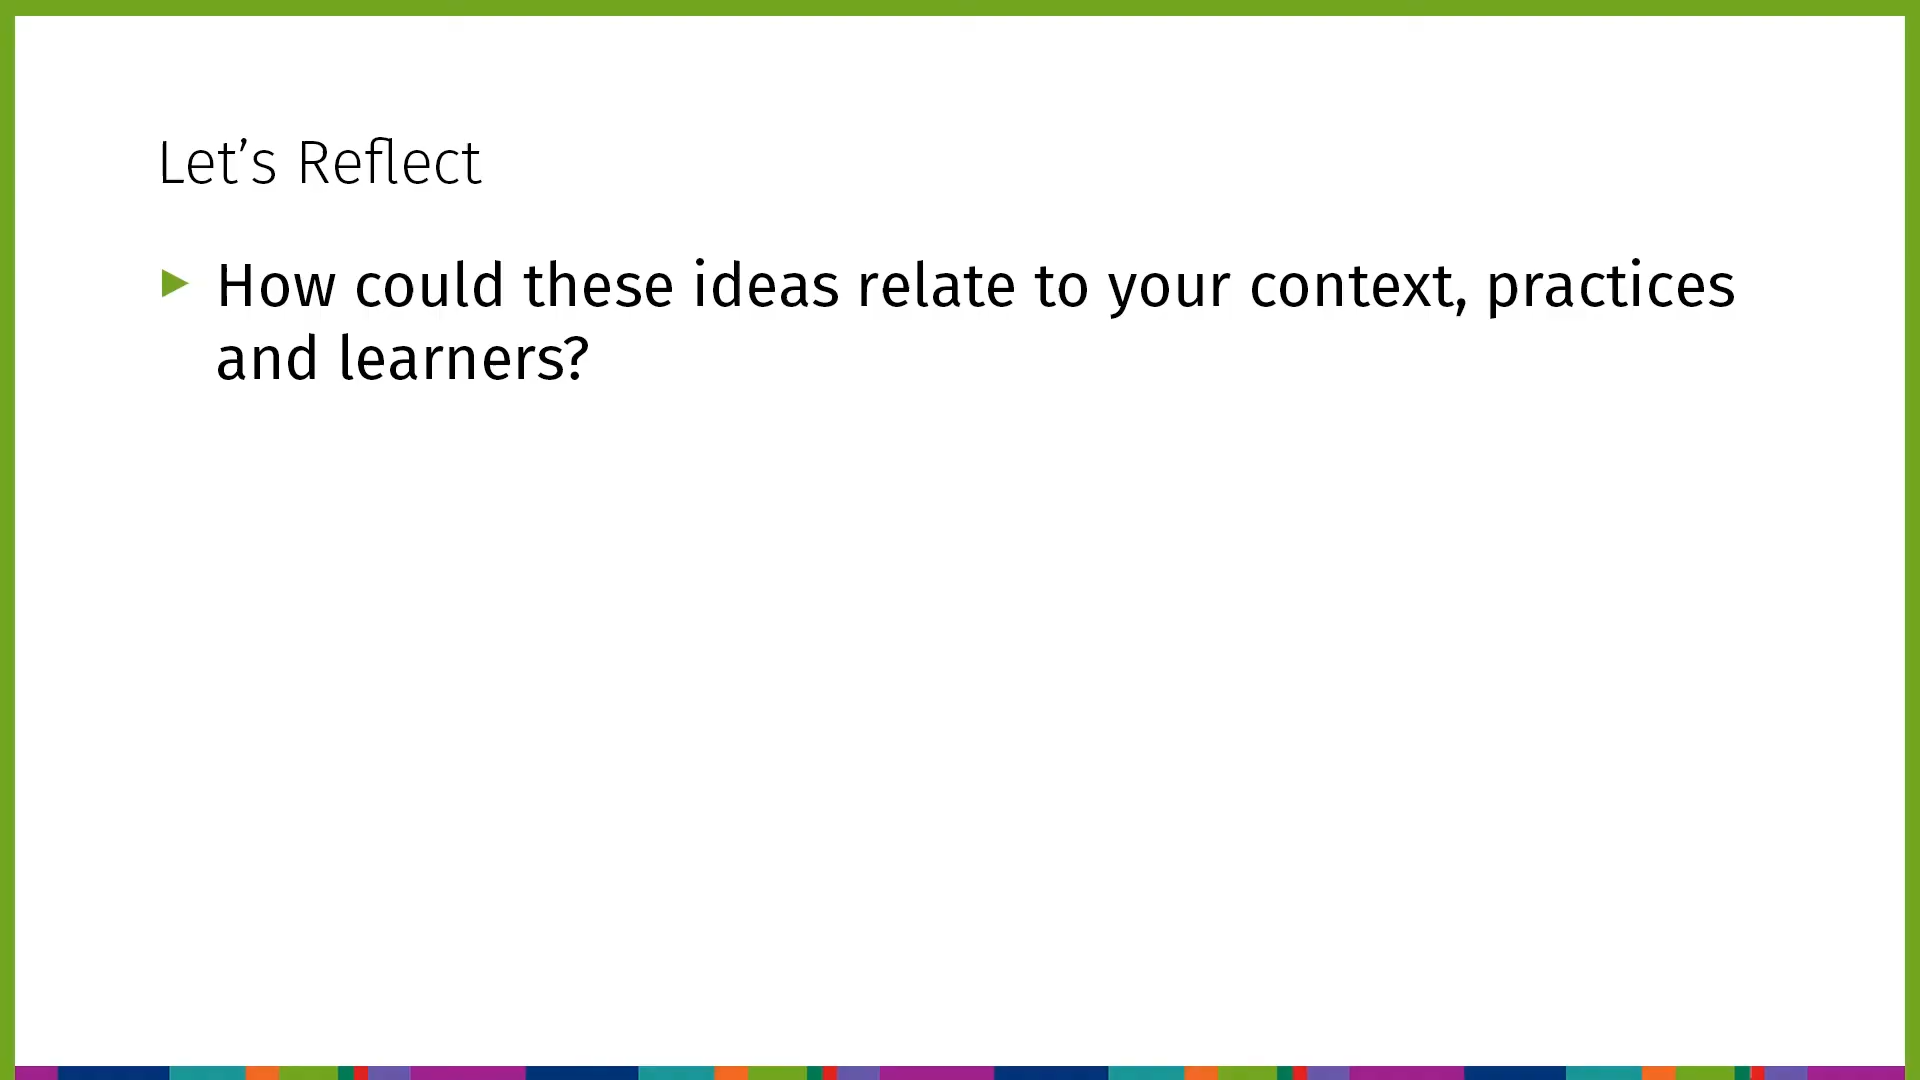 Let’s Reflect
How could these ideas relate to your context, practices
and learners?